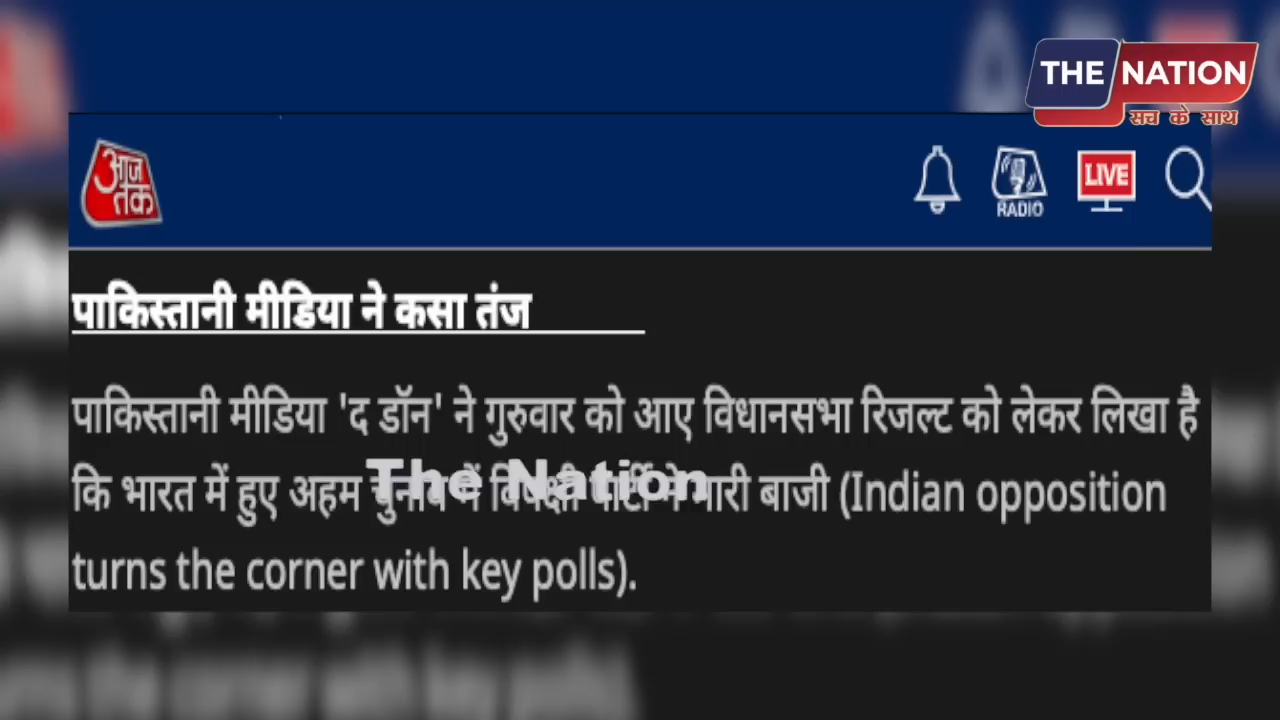 THE NATION
सच के साथ
आज तक
RADIO
LIVE
पाकिस्तानी मीडिया ने कसा तंज
पाकिस्तानी मीडिया 'द डॉन' ने गुरुवार को आए विधानसभा रिजल्ट को लेकर लिखा है
कि भारत में हुए अहम चुनाव में विपक्षी पार्टी ने मारी बाजी (Indian opposition
The Nation
turns the corner with key polls).